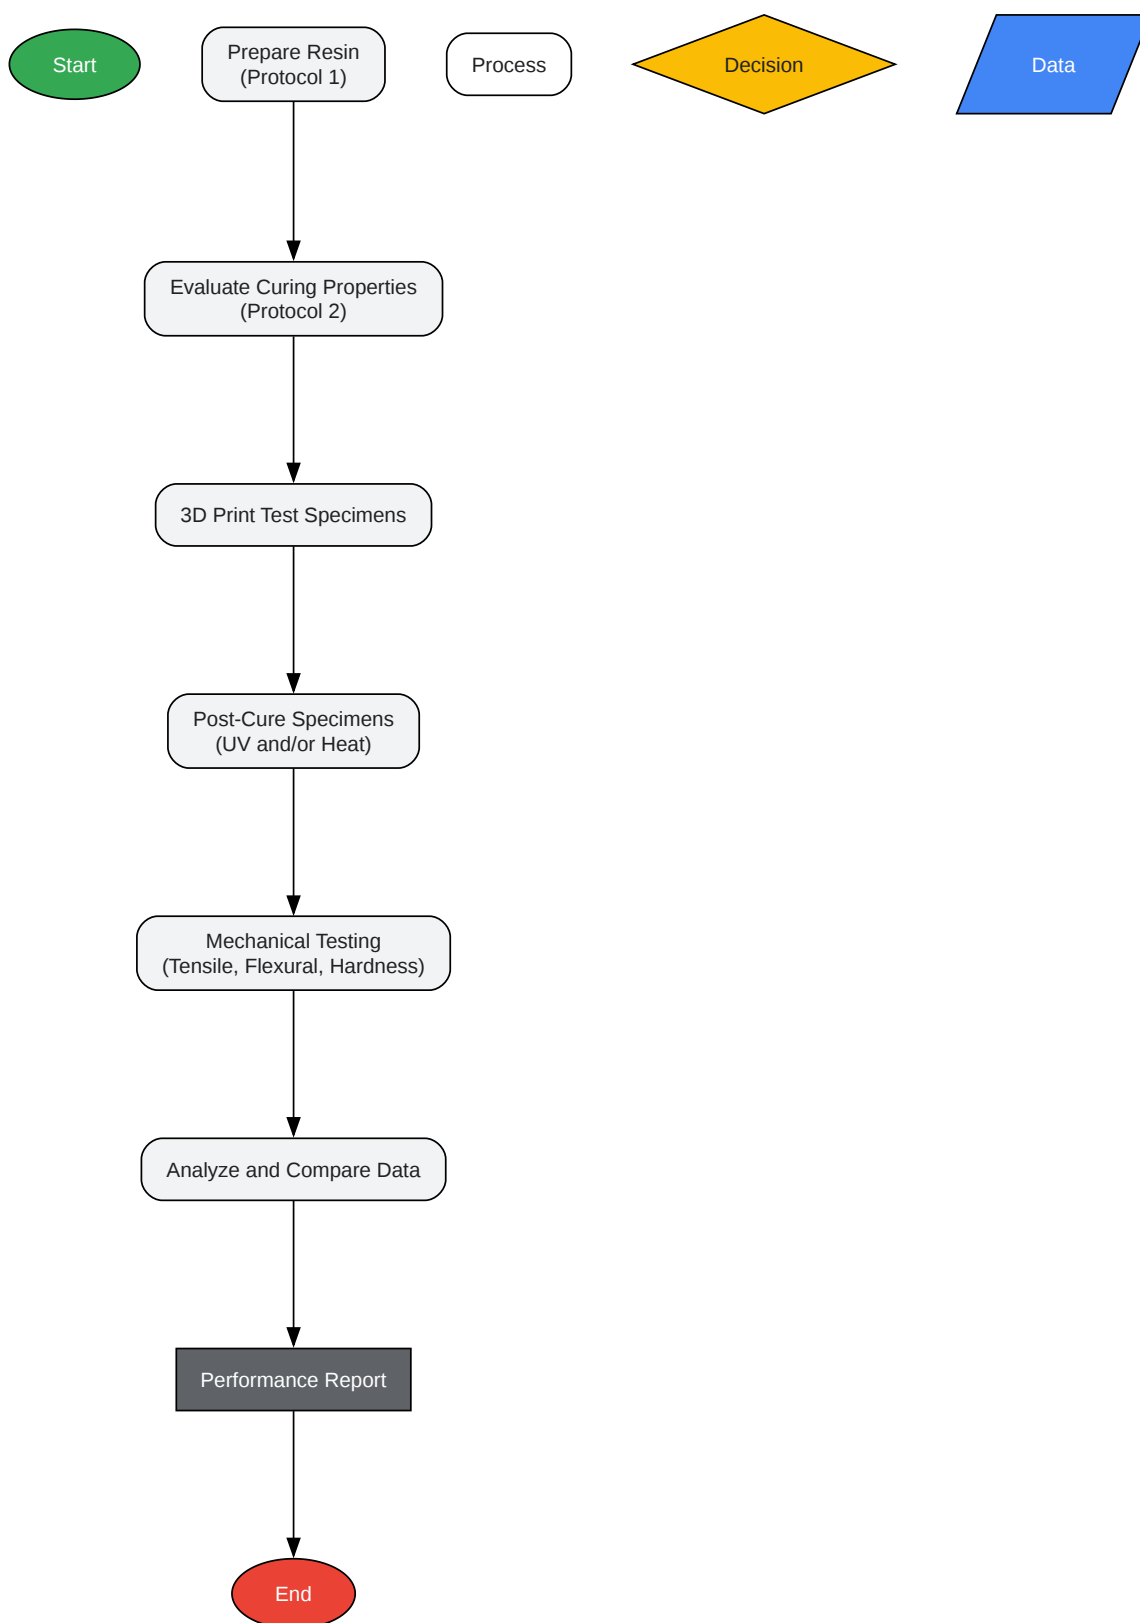 Start
Prepare Resin
(Protocol 1)
Process
Decision
Data
Evaluate Curing Properties
(Protocol 2)
3D Print Test Specimens
Post-Cure Specimens
(UV and/or Heat)
Mechanical Testing
(Tensile, Flexural, Hardness)
Analyze and Compare Data
Performance Report
End